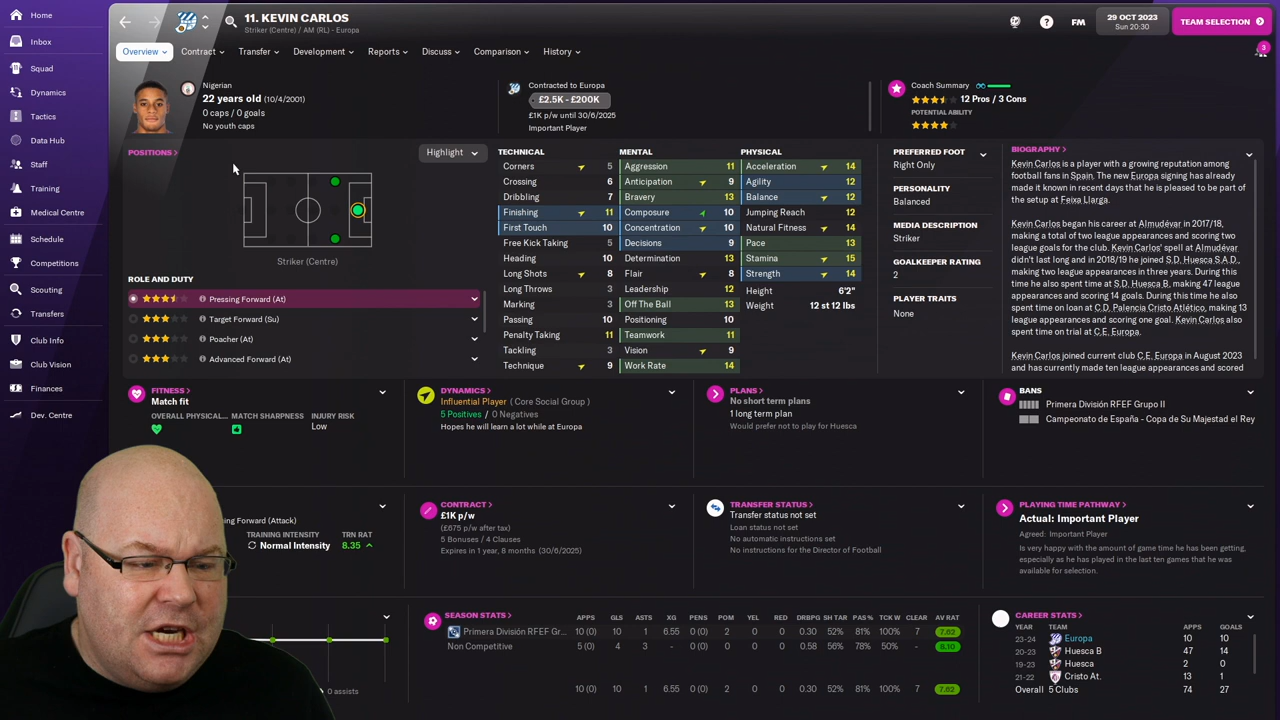 Home
Inbox
Squad
Dynamics
Tactics
Data Hub
Staff
Training
Medical Centre
Schedule
Competitions
Scouting
Transfers
Club Info
Club Vision
Finances
Dev. Centre
11. KEVIN CARLOS
Striker (Centre) / AM (RL) - Europa
FM
29 OCT 2023
Sun 20:30
TEAM SELECTION
3
Overview
Contract
Transfer
Development
Reports
Discuss
Comparison
History
Nigerian
22 years old (10/4/2001)
0 caps / 0 goals
No youth caps
Contracted to Europa
£2.5K - £200K
£1K p/w until 30/6/2025
Important Player
Coach Summary
12 Pros / 3 Cons
POTENTIAL ABILITY
POSITIONS >
Highlight
Striker (Centre)
ROLE AND DUTY
Pressing Forward (At)
Target Forward (Su)
Poacher (At)
Advanced Forward (At)
TECHNICAL
Corners 5
Crossing 6
Dribbling 7
Finishing 11
First Touch 10
Free Kick Taking 5
Heading 10
Long Shots 8
Long Throws 3
Marking 3
Passing 10
Penalty Taking 11
Tackling 3
Technique 9
MENTAL
Aggression 11
Anticipation 9
Bravery 13
Composure 10
Concentration 10
Decisions 9
Determination 13
Flair 8
Leadership 12
Off The Ball 13
Positioning 10
Teamwork 11
Vision 9
Work Rate 14
PHYSICAL
Acceleration 14
Agility 12
Balance 12
Jumping Reach 12
Natural Fitness 14
Pace 13
Stamina 15
Strength 14
Height 6'2"
Weight 12 st 12 lbs
PREFERRED FOOT
Right Only
PERSONALITY
Balanced
MEDIA DESCRIPTION
Striker
GOALKEEPER RATING
2
PLAYER TRAITS
None
BIOGRAPHY >
Kevin Carlos is a player with a growing reputation among
football fans in Spain. The new Europa signing has already
made it known in recent days that he is pleased to be part of
the setup at Feixa Llarga.
Kevin Carlos began his career at Almudévar in 2017/18,
making a total of two league appearances and scoring two
league goals for the club. Kevin Carlos' spell at Almudévar
didn't last long and in 2018/19 he joined S.D. Huesca S.A.D.,
making two league appearances in three years. During this
time he also spent time at S.D. Huesca B, making 47 league
appearances and scoring 14 goals. During this time he also
spent time on loan at C.D. Palencia Cristo Atlético, making 13
league appearances and scoring one goal. Kevin Carlos also
spent time on trial at C.E. Europa.
Kevin Carlos joined current club C.E. Europa in August 2023
and has currently made ten league appearances and scored
FITNESS >
Match fit
OVERALL PHYSICAL... MATCH SHARPNESS INJURY RISK
Low
DYNAMICS >
Influential Player ( Core Social Group )
5 Positives / 0 Negatives
Hopes he will learn a lot while at Europa
PLANS >
No short term plans
1 long term plan
Would prefer not to play for Huesca
BANS
Primera División RFEF Grupo II
Campeonato de España - Copa de Su Majestad el Rey
ng Forward (Attack)
TRAINING INTENSITY TRN RAT
Normal Intensity 8.35
CONTRACT >
£1K p/w
(£675 p/w after tax)
5 Bonuses / 4 Clauses
Expires in 1 year, 8 months (30/6/2025)
TRANSFER STATUS >
Transfer status not set
Loan status not set
No automatic instructions set
No instructions for the Director of Football
PLAYING TIME PATHWAY >
Actual: Important Player
Agreed: Important Player
Is very happy with the amount of game time he has been getting,
especially as he has played in the last ten games that he was
available for selection.
0 assists
SEASON STATS > APPS GLS ASTS XG PENS POM YEL RED DRBPG SH TAR PAS % TCK W CLEAR AV RAT
Primera División RFEF Gr... 10 (0) 10 1 6.55 0 (0) 2 0 0 0.30 52% 81% 100% 7 7.62
Non Competitive 5 (0) 4 3 - 0 (0) 0 0 0 0.58 56% 78% 50% - 8.10
10 (0) 10 1 6.55 0 (0) 2 0 0 0.30 52% 81% 100% 7 7.62
CAREER STATS >
YEAR TEAM APPS GOALS
23-24 Europa 10 10
20-23 Huesca B 47 14
19-23 Huesca 2 0
21-22 Cristo At. 13 1
Overall 5 Clubs 74 27